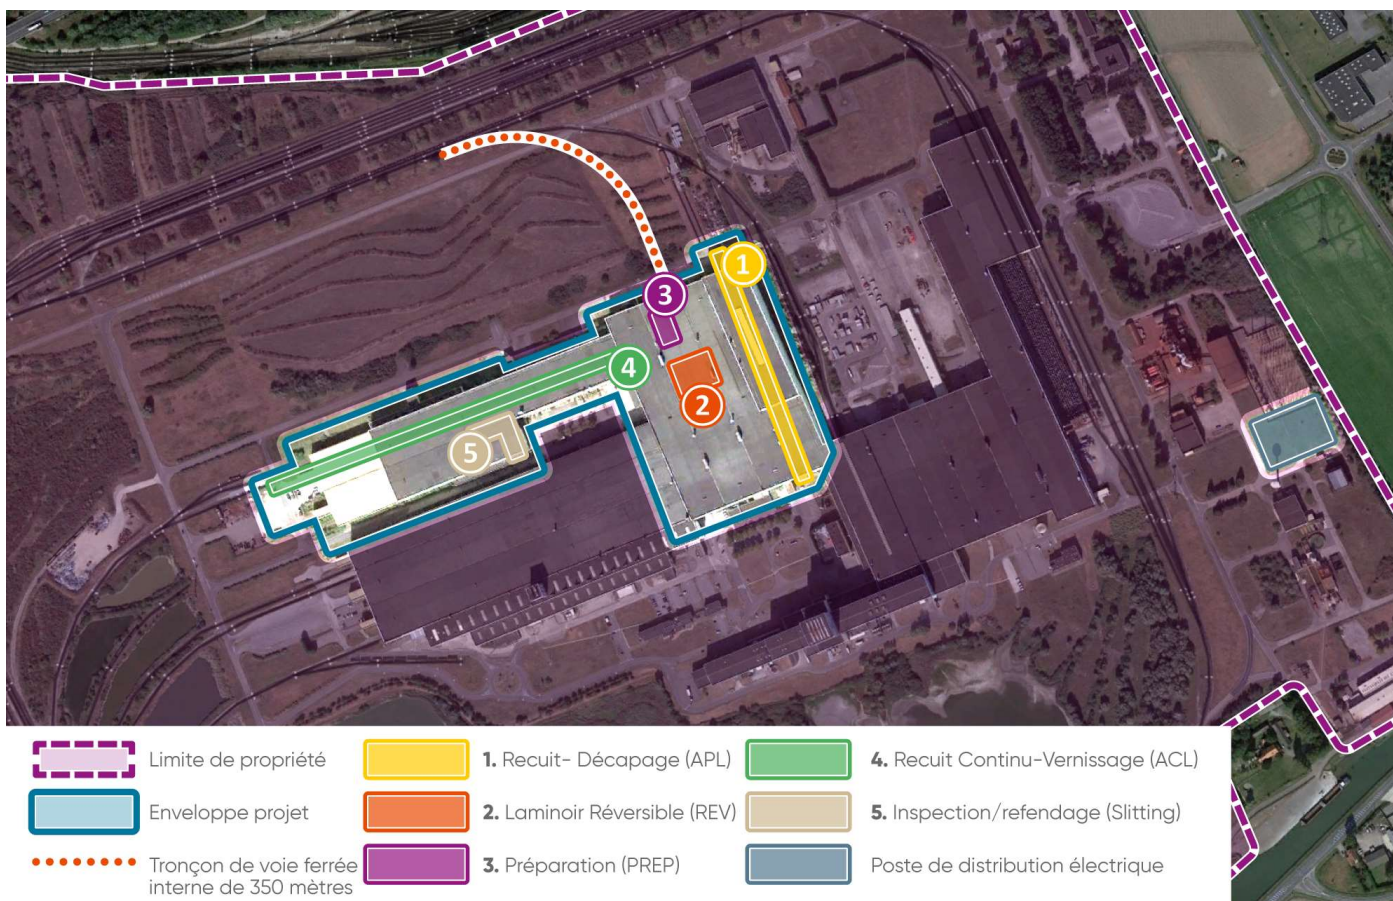 1
3
4
2
5
Limite de propriété
Enveloppe projet
Tronçon de voie ferrée
interne de 350 mètres
1. Recuit- Décapage (APL)
2. Laminoir Réversible (REV)
3. Préparation (PREP)
4. Recuit Continu-Vernissage (ACL)
5. Inspection/refendage (Slitting)
Poste de distribution électrique